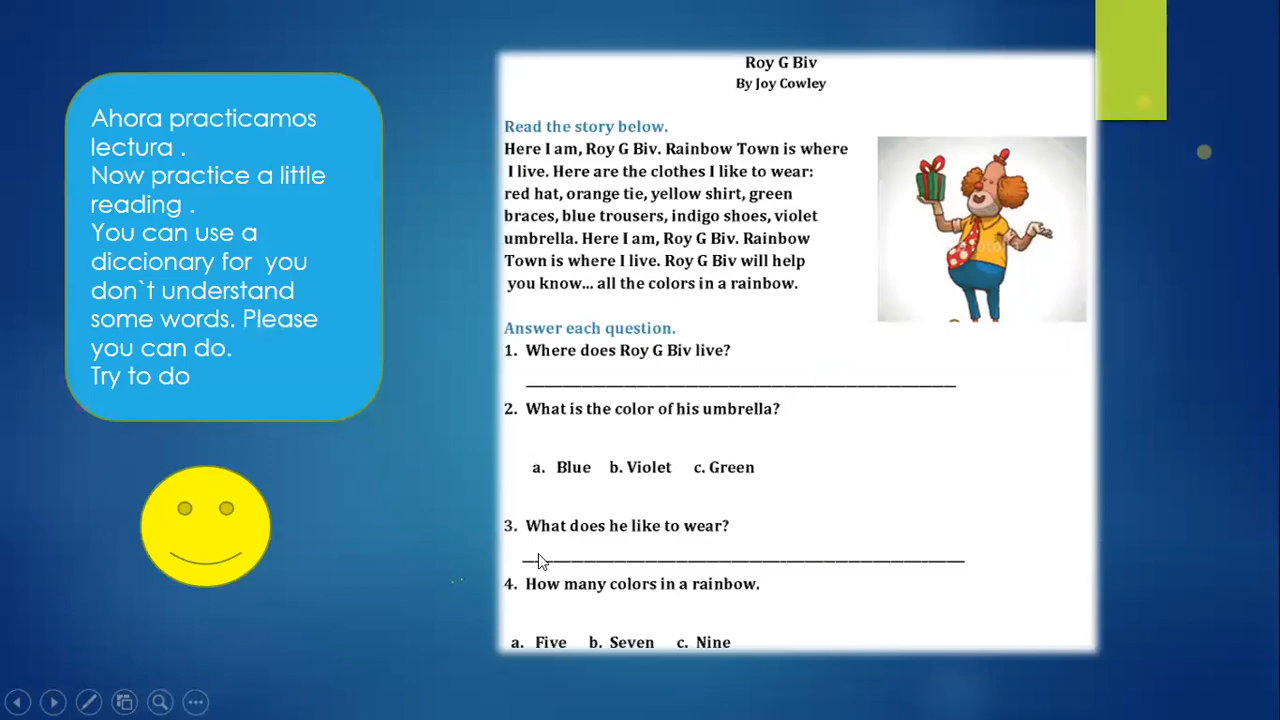 Ahora practicamos
lectura .
Now practice a little
reading .
You can use a
diccionary for  you
don`t understand
some words. Please
you can do.
Try to do
Roy G Biv
By Joy Cowley
Read the story below.
Here I am, Roy G Biv. Rainbow Town is where
I live. Here are the clothes I like to wear:
red hat, orange tie, yellow shirt, green
braces, blue trousers, indigo shoes, violet
umbrella. Here I am, Roy G Biv. Rainbow
Town is where I live. Roy G Biv will help
you know... all the colors in a rainbow.
Answer each question.
1. Where does Roy G Biv live?
2. What is the color of his umbrella?
a. Blue b. Violet c. Green
3. What does he like to wear?
4. How many colors in a rainbow.
a. Five b. Seven c. Nine